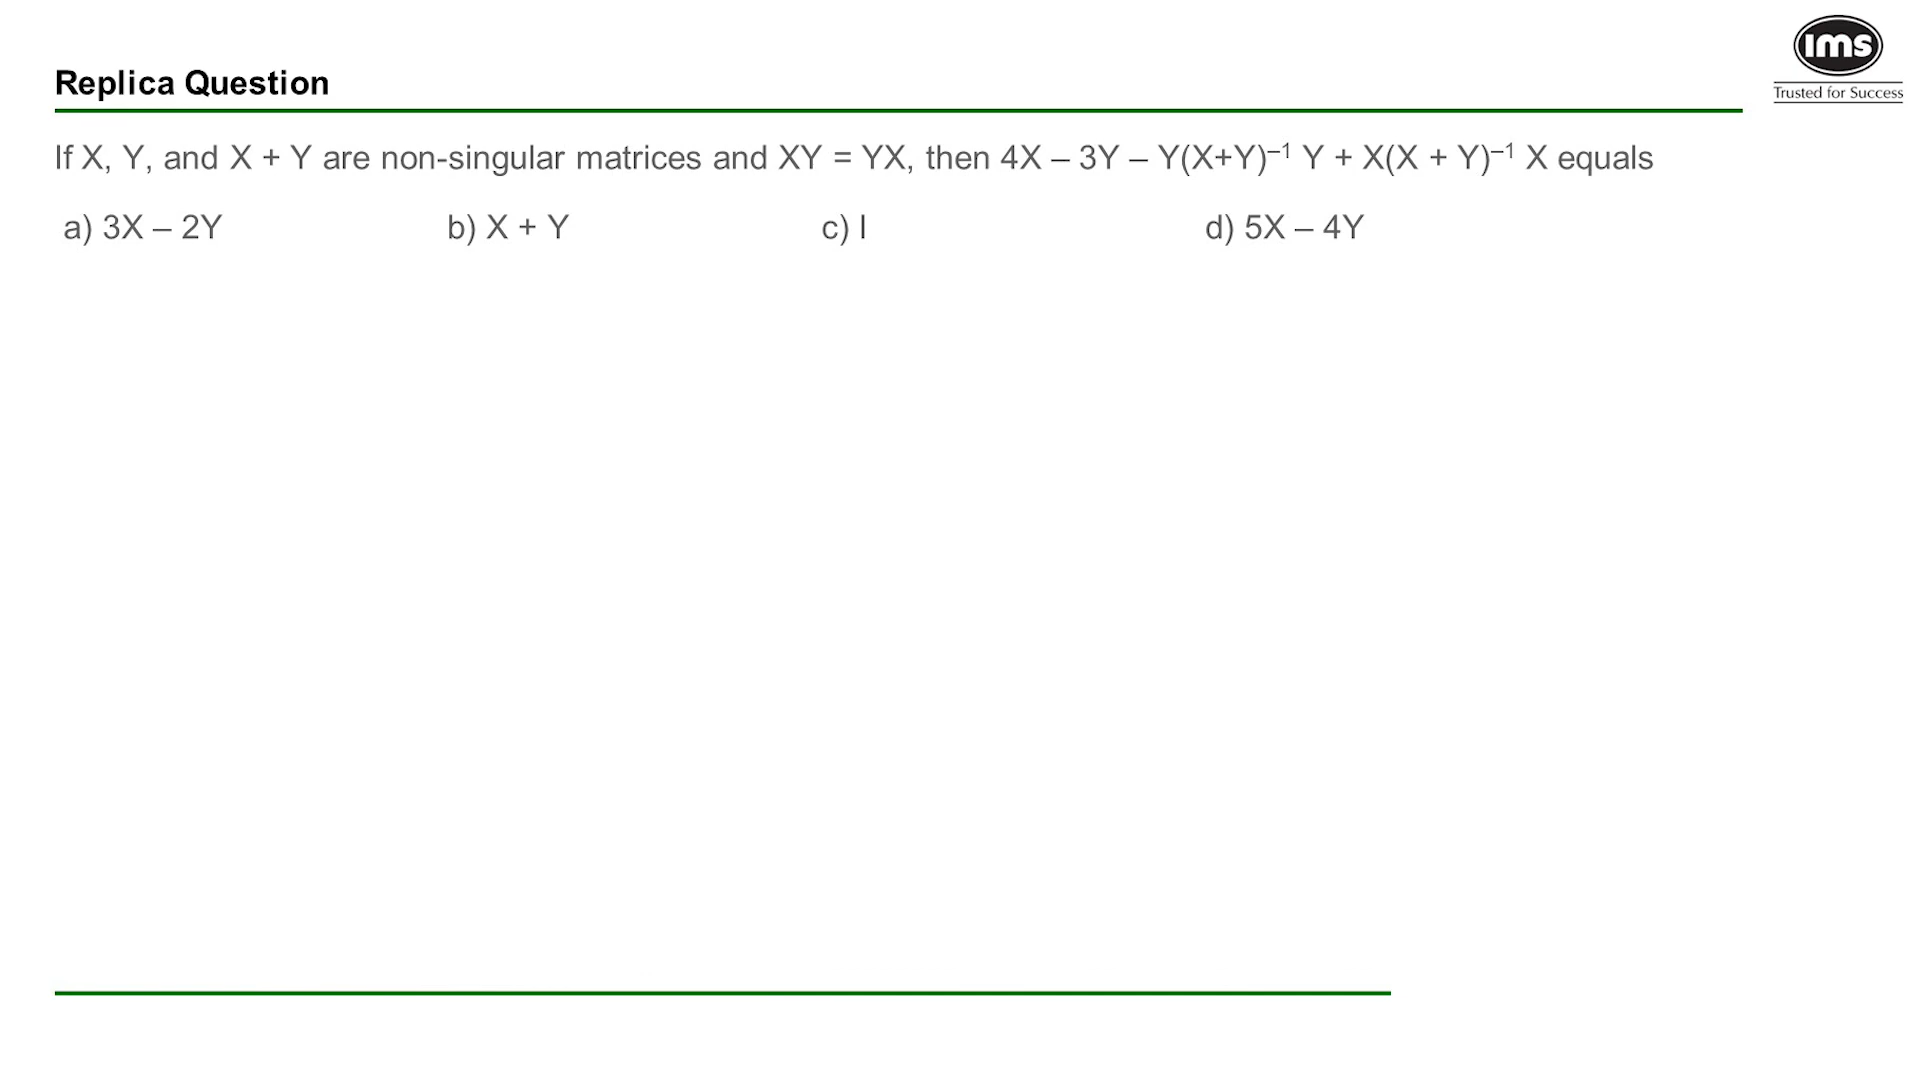 ims
Trusted for Success
Replica Question
If X, Y, and X + Y are non-singular matrices and XY = YX, then 4X – 3Y – Y(X+Y)⁻¹ Y + X(X + Y)⁻¹ X equals
a) 3X – 2Y b) X + Y c) I d) 5X – 4Y